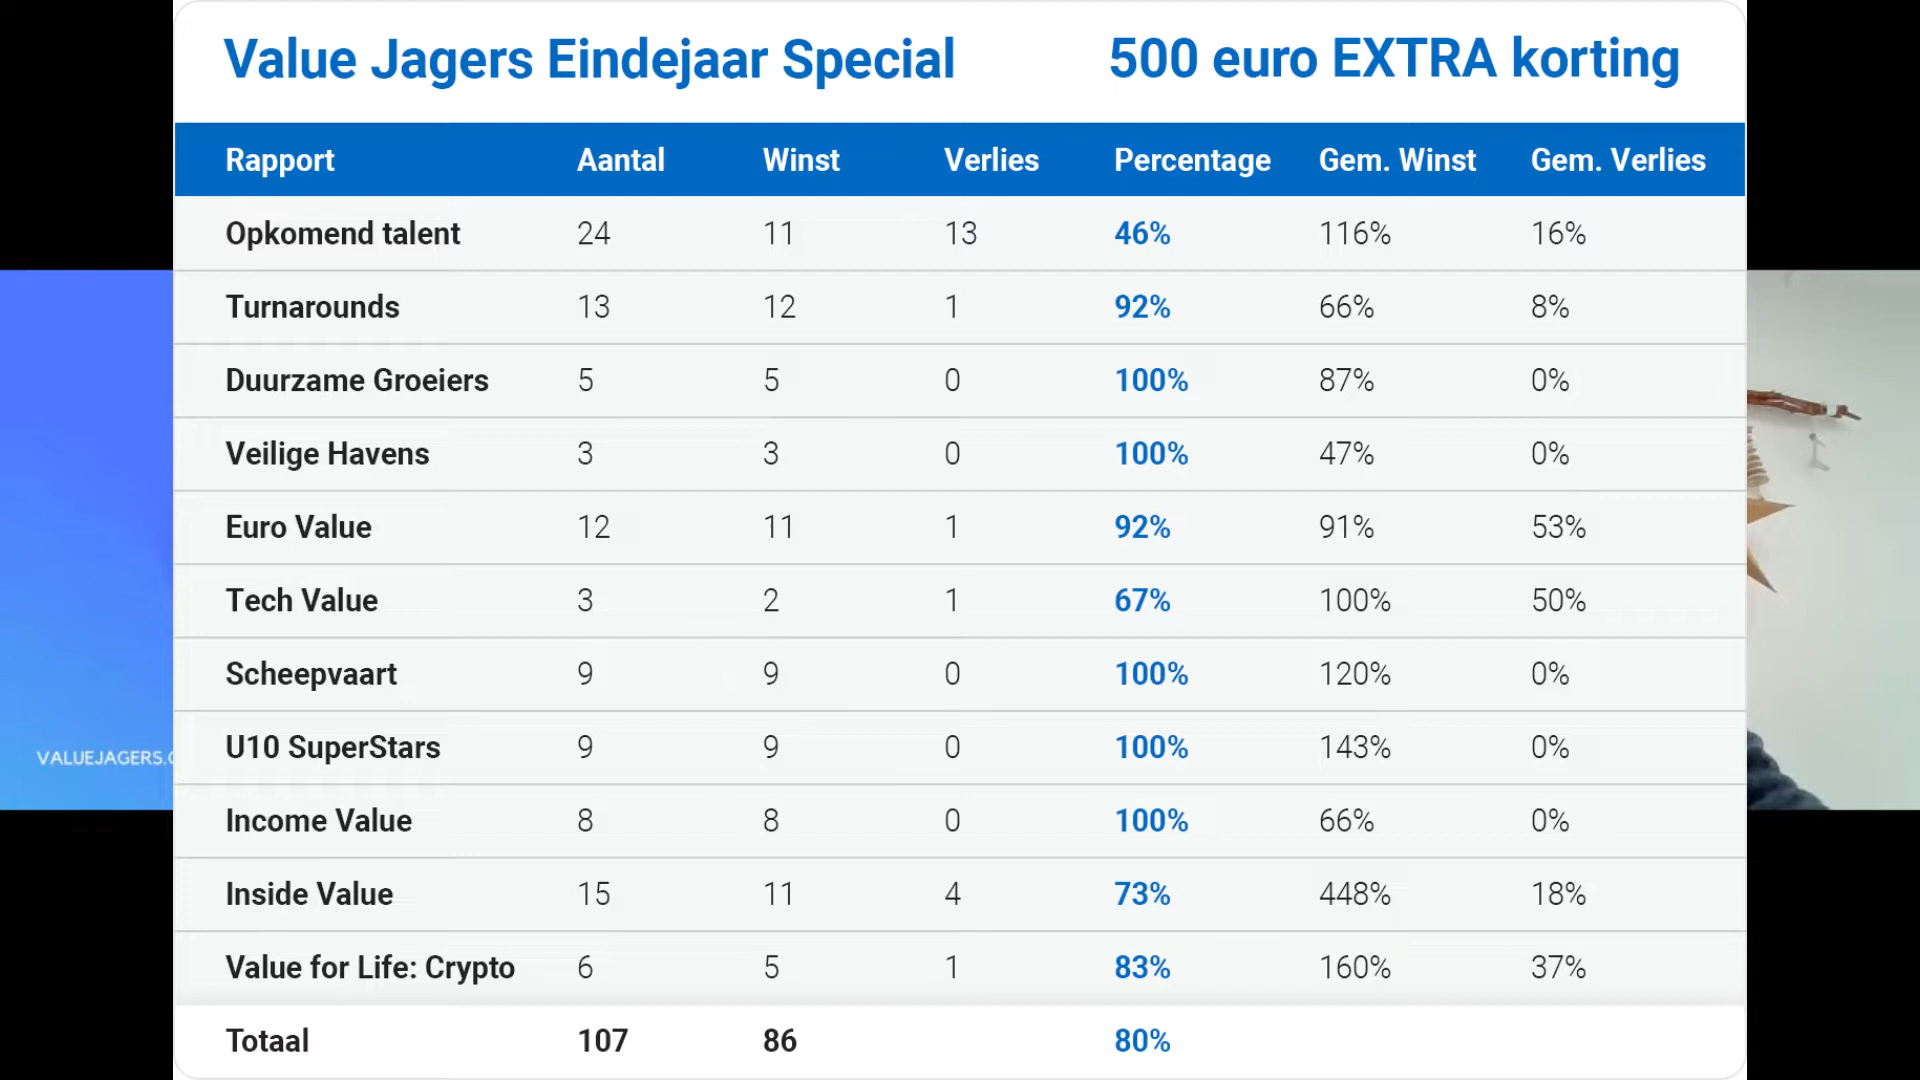 Value Jagers Eindejaar Special 500 euro EXTRA korting
Rapport Aantal Winst Verlies Percentage Gem. Winst Gem. Verlies
Opkomend talent 24 11 13 46% 116% 16%
Turnarounds 13 12 1 92% 66% 8%
Duurzame Groeiers 5 5 0 100% 87% 0%
Veilige Havens 3 3 0 100% 47% 0%
Euro Value 12 11 1 92% 91% 53%
Tech Value 3 2 1 67% 100% 50%
Scheepvaart 9 9 0 100% 120% 0%
U10 SuperStars 9 9 0 100% 143% 0%
VALUEJAGERS.
Income Value 8 8 0 100% 66% 0%
Inside Value 15 11 4 73% 448% 18%
Value for Life: Crypto 6 5 1 83% 160% 37%
Totaal 107 86 80%